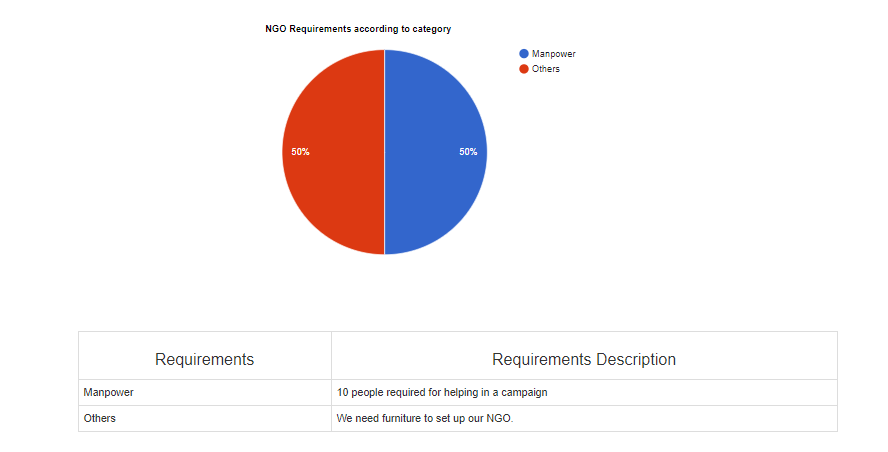 NGO Requirements according to category
Manpower
Others
50%
50%
Requirements
Requirements Description
Manpower
10 people required for helping in a campaign
Others
We need furniture to set up our NGO.